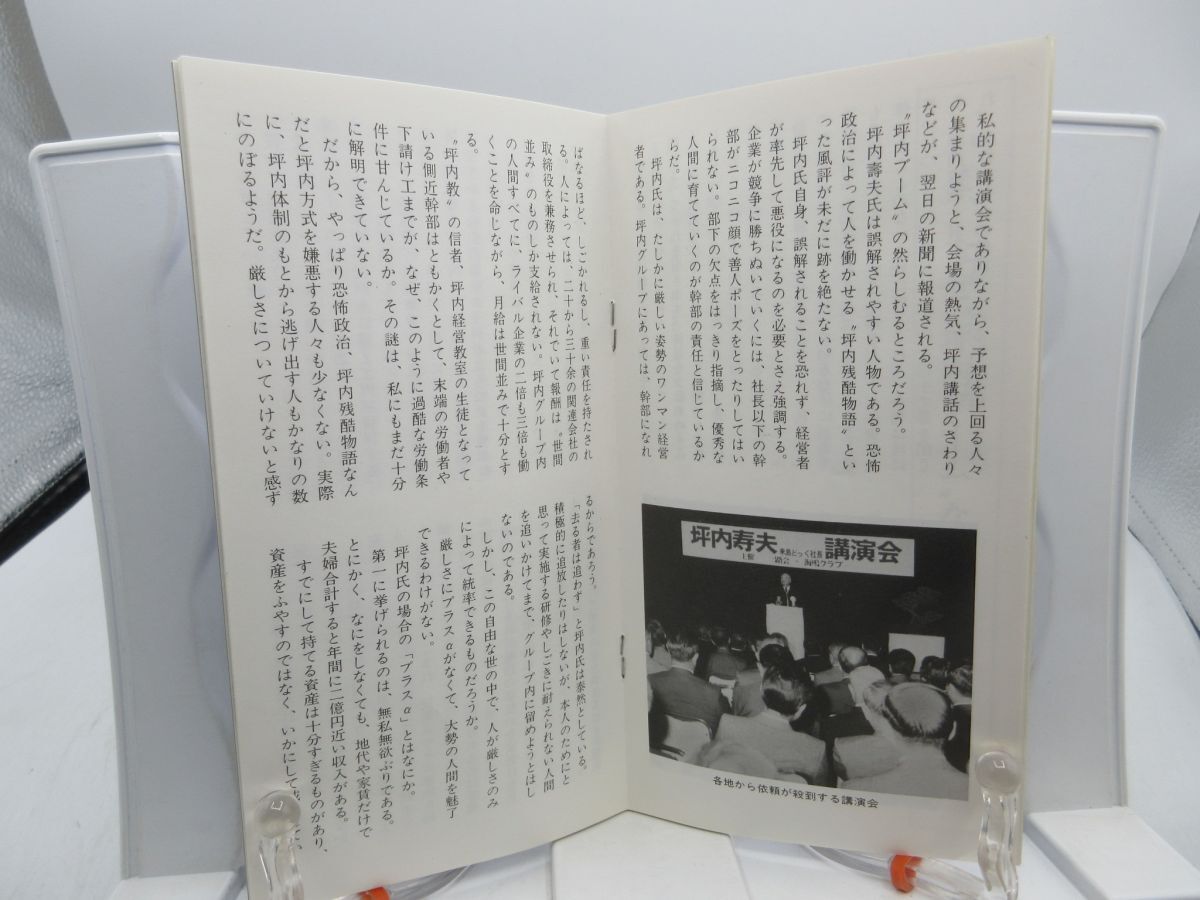 私的な講演会でありながら、予想を上回る人々
の集まりようと、会場の熱気、坪内講話のさわり
などが、翌日の新聞に報道される。
〝坪内ブーム〟の然らしむるところだろう。
坪内壽夫氏は誤解されやすい人物である。恐怖
政治によって人を働かせる〝坪内残酷物語〟とい
った風評が未だに跡を絶たない。
坪内氏自身、誤解されることを恐れず、経営者
が率先して悪役になるのを必要とさえ強調する。
企業が競争に勝ちぬいていくには、社長以下の幹
部がニコニコ顔で善人ポーズをとったりしてはい
られない。部下の欠点をはっきり指摘し、優秀な
人間に育てていくのが幹部の責任と信じているか
らだ。
坪内氏は、たしかに厳しい姿勢のワンマン経営
者である。坪内グループにあっては、幹部になれ
坪内寿夫 来島どっく社長 講演会
主催 一路会・海鳴クラブ
各地から依頼が殺到する講演会
ばなるほど、しごかれるし、重い責任を持たされ
る。人によっては、二十から三十余の関連会社の
取締役を兼務させられ、それでいて報酬は〝世間
並み〟のものしか支給されない。坪内グループ内
の人間すべてに、ライバル企業の二倍も三倍も働
くことを命じながら、月給は世間並みで十分とす
る。
〝坪内教〟の信者、坪内経営教室の生徒となって
いる側近幹部はともかくとして、末端の労働者や
下請け工までが、なぜ、このように過酷な労働条
件に甘んじているか。その謎は、私にもまだ十分
に解明できていない。
だから、やっぱり恐怖政治、坪内残酷物語なん
だと坪内方式を嫌悪する人々も少なくない。実際
に、坪内体制のもとから逃げ出す人もかなりの数
にのぼるようだ。厳しさについていけないと感ず
るからであろう。
「去る者は追わず」と坪内氏は泰然としている。
積極的に追放したりはしないが、本人のためにと
思って実施する研修やしごきに耐えられない人間
を追いかけてまで、グループ内に留めようとはし
ないのである。
しかし、この自由な世の中で、人が厳しさのみ
によって統率できるものだろうか。
厳しさにプラスαがなくて、大勢の人間を魅了
できるわけがない。
坪内氏の場合の「プラスα」とはなにか。
第一に挙げられるのは、無私無欲ぶりである。
とにかく、なにをしなくても、地代や家賃だけで
夫婦合計すると年間に二億円近い収入がある。
すでにして持てる資産は十分すぎるものがあり、
資産をふやすのではなく、いかにして